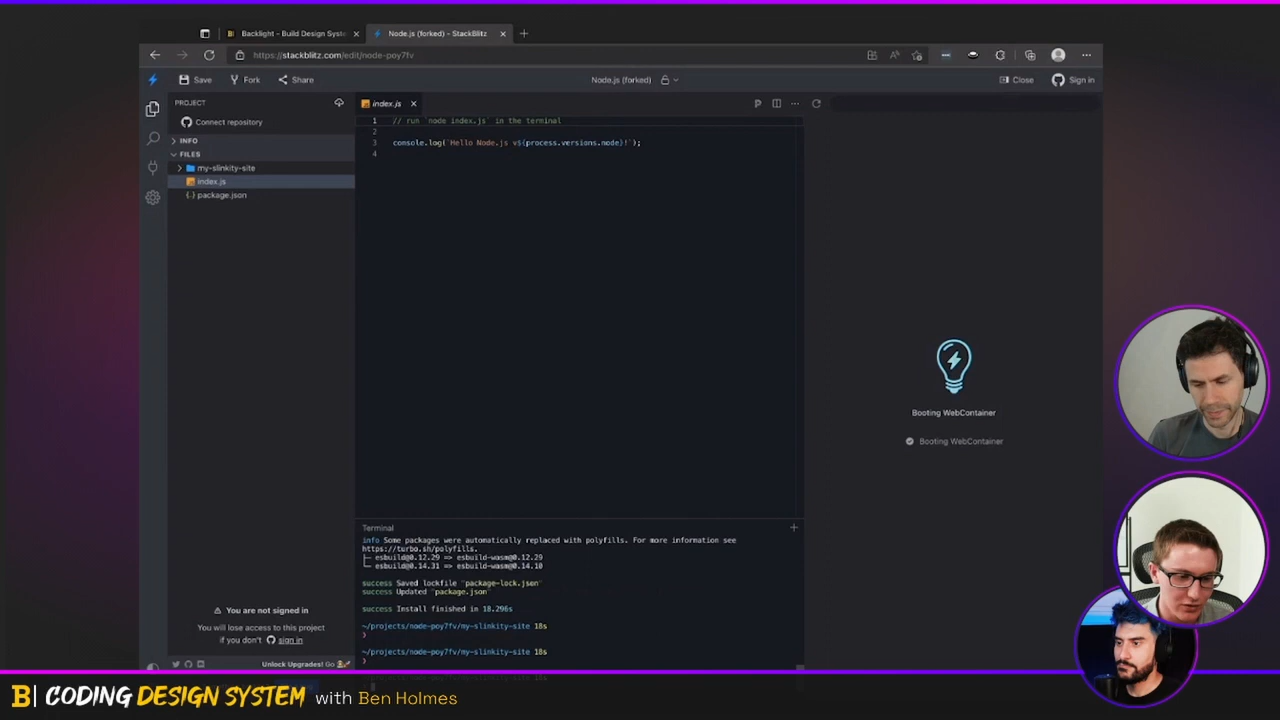 Backlight – Build Design Syste
Node.js (forked) - StackBlitz
https://stackblitz.com/edit/node-poy7fv
Save
Fork
Share
Node.js (forked)
Close
Sign in
PROJECT
Connect repository
INFO
FILES
my-slinkity-site
index.js
package.json
index.js
1 // run `node index.js` in the terminal
2
3 console.log(`Hello Node.js v${process.versions.node}!`);
4
Booting WebContainer
Booting WebContainer
Terminal
info Some packages were automatically replaced with polyfills. For more information see
https://turbo.sh/polyfills.
├─ esbuild@0.12.29 => esbuild-wasm@0.12.29
└─ esbuild@0.14.31 => esbuild-wasm@0.14.10
success Saved lockfile "package-lock.json"
success Updated "package.json"
success Install finished in 18.296s
~/projects/node-poy7fv/my-slinkity-site 18s
❯
~/projects/node-poy7fv/my-slinkity-site 18s
❯
You are not signed in
You will lose access to this project
if you don't sign in
Unlock Upgrades! Go
B| CODING DESIGN SYSTEM with Ben Holmes